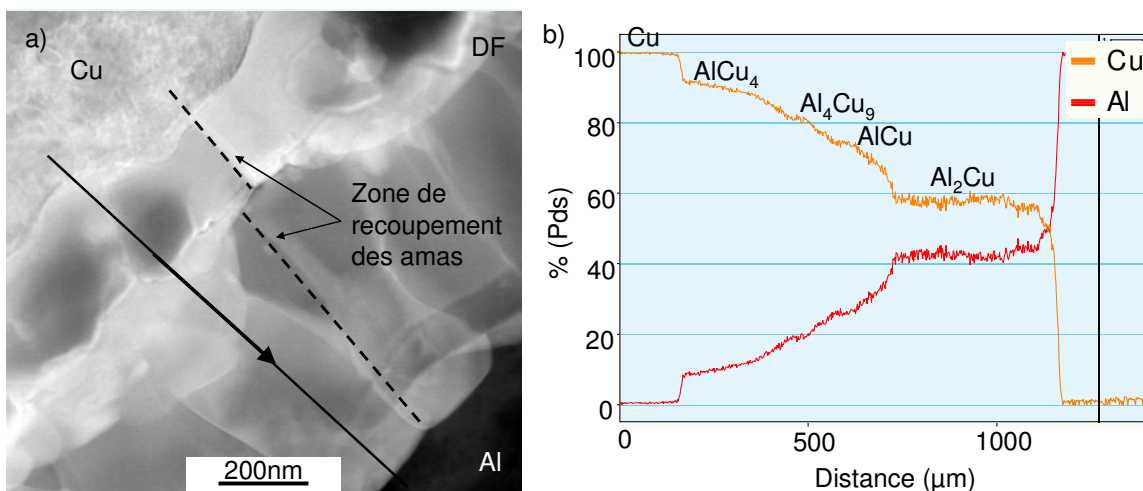 a)
DF
Cu
Zone de
recoupement
des amas
200nm
Al
b)
Cu
AlCu4
Al4Cu9
AlCu
Al2Cu
Cu
Al
100
80
60
40
20
0
% (Pds)
0
500
1000
Distance (µm)